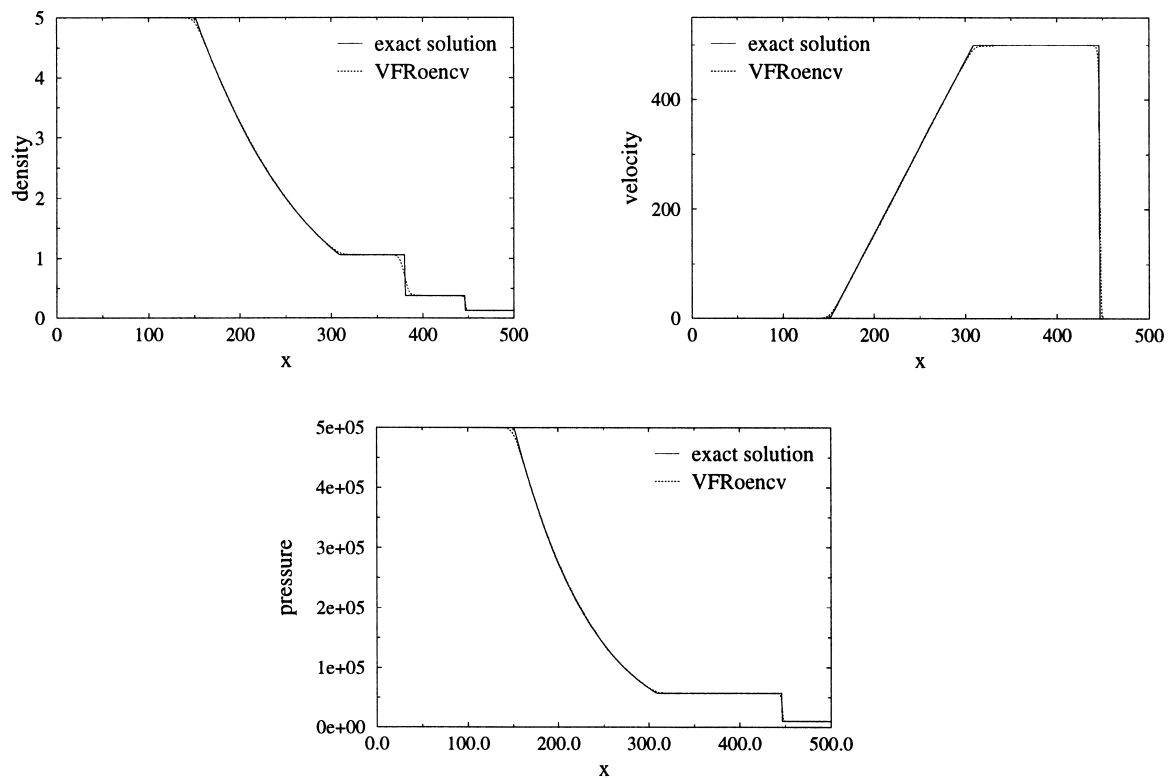 5
4
3
2
1
0
density
0 100 200 300 400 500
x
exact solution
VFRoencv
400
200
0
velocity
0 100 200 300 400 500
x
exact solution
VFRoencv
5e+05
4e+05
3e+05
2e+05
1e+05
0e+00
pressure
0.0 100.0 200.0 300.0 400.0 500.0
x
exact solution
VFRoencv